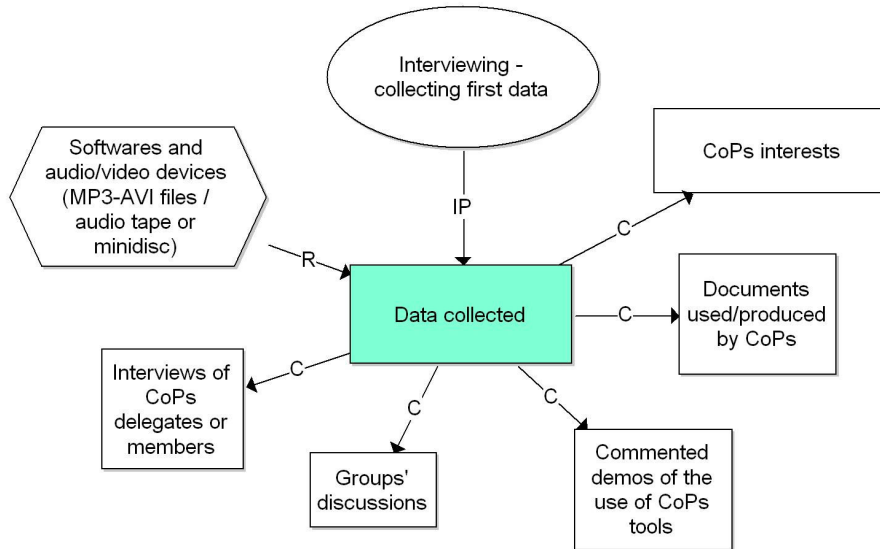 Interviewing -
collecting first data
Softwares and
audio/video devices
(MP3-AVI files /
audio tape or
minidisc)
CoPs interests
IP
C
R
Data collected
C
Documents
used/produced
by CoPs
C
Interviews of
CoPs
delegates or
members
C
Groups'
discussions
C
Commented
demos of the
use of CoPs
tools